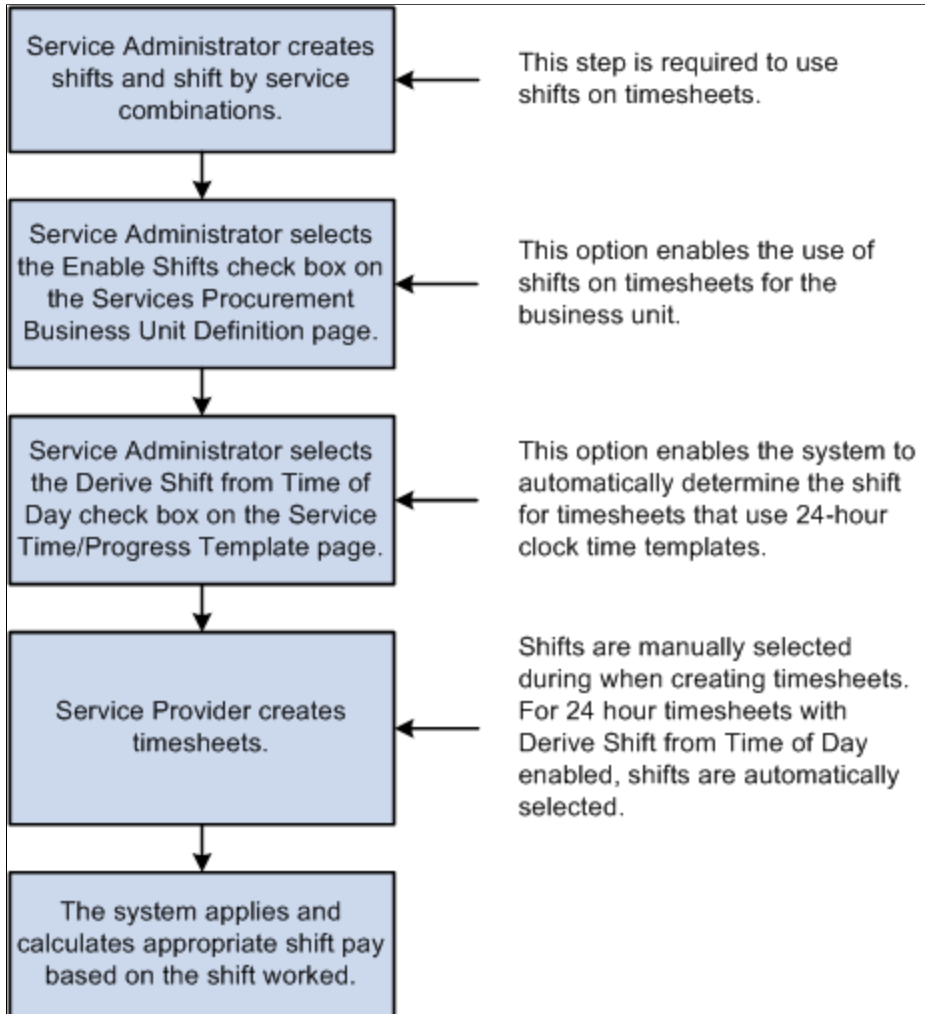 Service Administrator creates
shifts and shift by service
combinations.
This step is required to use
shifts on timesheets.
Service Administrator selects
the Enable Shifts check box on
the Services Procurement
Business Unit Definition page.
This option enables the use of
shifts on timesheets for the
business unit.
Service Administrator selects
the Derive Shift from Time of
Day check box on the Service
Time/Progress Template page.
This option enables the system to
automatically determine the shift
for timesheets that use 24-hour
clock time templates.
Service Provider creates
timesheets.
Shifts are manually selected
during when creating timesheets.
For 24 hour timesheets with
Derive Shift from Time of Day
enabled, shifts are automatically
selected.
The system applies and
calculates appropriate shift pay
based on the shift worked.